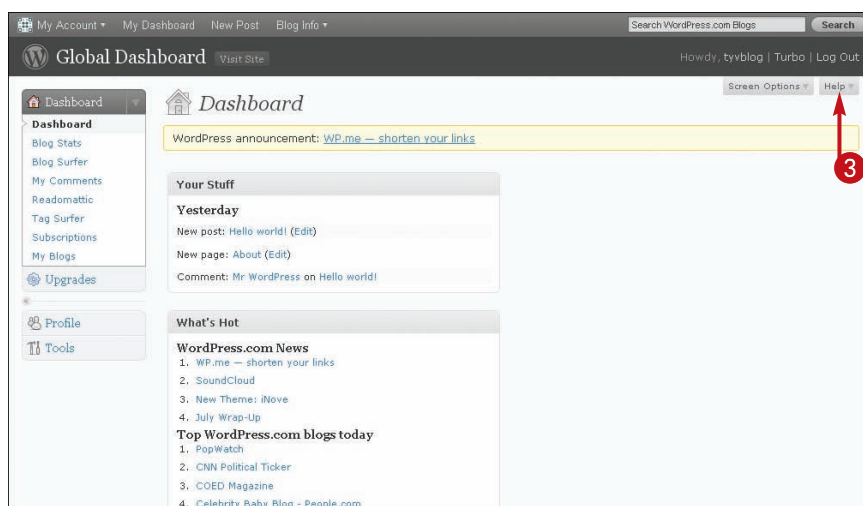 My Account My Dashboard New Post Blog Info Search WordPress.com Blogs Search
Global Dashboard Visit Site Howdy, tyvblog | Turbo | Log Out
Screen Options Help
Dashboard
Dashboard
Blog Stats
Blog Surfer
My Comments
Readomattic
Tag Surfer
Subscriptions
My Blogs
Upgrades
Profile
Tools
Dashboard
WordPress announcement: WP.me — shorten your links
3
Your Stuff
Yesterday
New post: Hello world! (Edit)
New page: About (Edit)
Comment: Mr WordPress on Hello world!
What's Hot
WordPress.com News
1. WP.me — shorten your links
2. SoundCloud
3. New Theme: iNove
4. July Wrap-Up
Top WordPress.com blogs today
1. PopWatch
2. CNN Political Ticker
3. COED Magazine
4. Celebrity Baby Blog - People.com